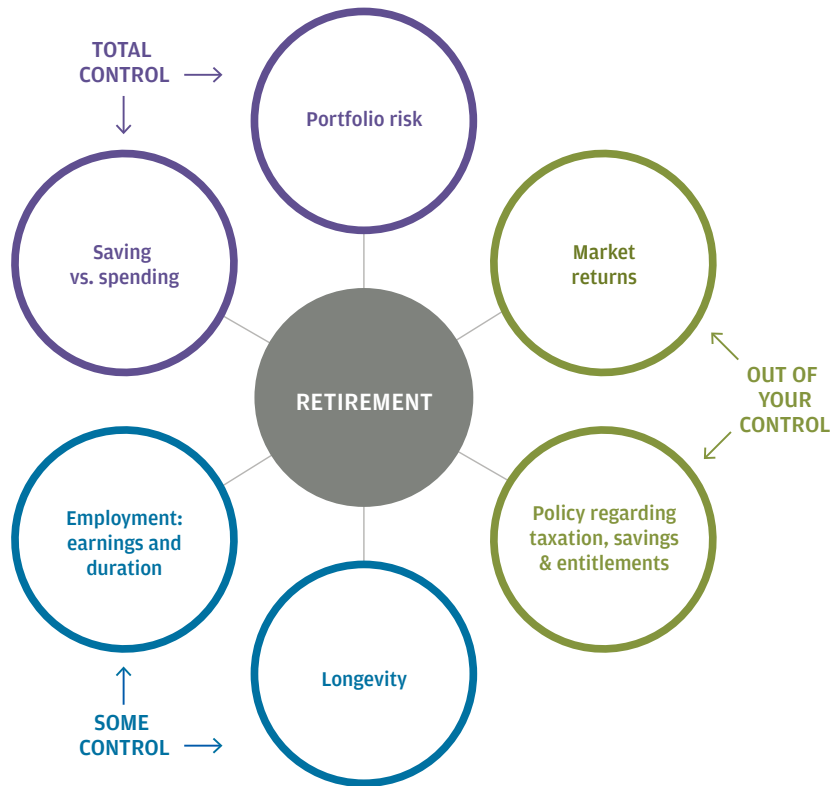 TOTAL
CONTROL
Portfolio risk
Saving
vs. spending
Market
returns
RETIREMENT
OUT OF
YOUR
CONTROL
Employment:
earnings and
duration
Policy regarding
taxation, savings
& entitlements
Longevity
SOME
CONTROL